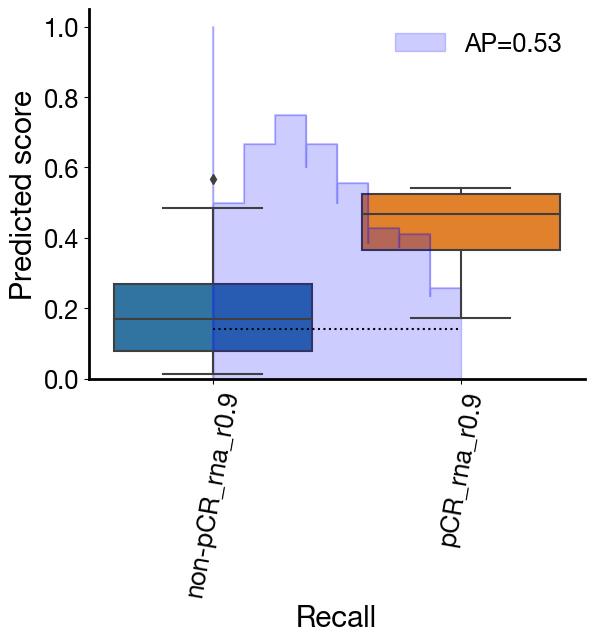 AP=0.53
Predicted score
1.0
0.8
0.6
0.4
0.2
0.0
non-pCR_rna_r0.9
pCR_rna_r0.9
Recall